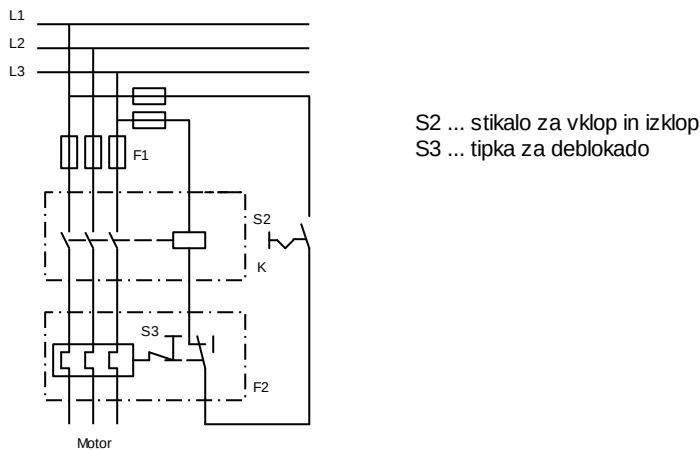 L1
L2
L3
S2 ... stikalo za vklop in izklop
S3 ... tipka za deblokado
F1
S2
K
S3
F2
Motor